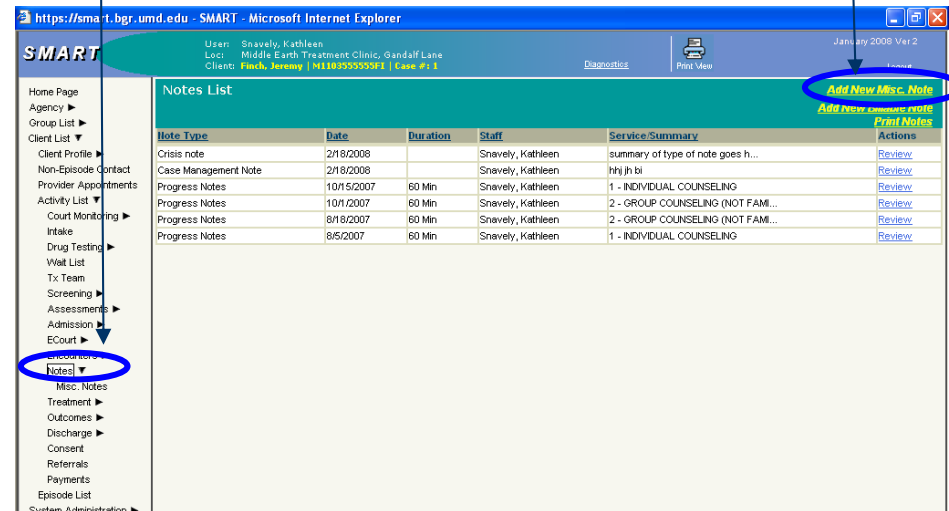 https://smart.bgr.umd.edu - SMART - Microsoft Internet Explorer
SMART
User: Snavely, Kathleen
Loc: Middle Earth Treatment Clinic, Gandalf Lane
Client: Finch, Jeremy | M1103555555FI | Case #: 1
Diagnostics
Print View
January 2008 Ver2
Logout
Home Page
Agency ▶
Group List ▶
Client List ▼
Client Profile ▶
Non-Episode Contact
Provider Appointments
Activity List ▼
Court Monitoring ▶
Intake
Drug Testing ▶
Wait List
Tx Team
Screening ▶
Assessments ▶
Admission ▶
ECourt ▶
Encounters
Notes ▼
Misc. Notes
Treatment ▶
Outcomes ▶
Discharge ▶
Consent
Referrals
Payments
Episode List
System Administration ▶
Notes List
Add New Misc. Note
Add New Billable Note
Print Notes
Note Type Date Duration Staff Service/Summary Actions
Crisis note 2/18/2008 Snavely, Kathleen summary of type of note goes h... Review
Case Management Note 2/18/2008 Snavely, Kathleen hhj jh bi Review
Progress Notes 10/15/2007 60 Min Snavely, Kathleen 1 - INDIVIDUAL COUNSELING Review
Progress Notes 10/1/2007 60 Min Snavely, Kathleen 2 - GROUP COUNSELING (NOT FAMI... Review
Progress Notes 8/18/2007 60 Min Snavely, Kathleen 2 - GROUP COUNSELING (NOT FAMI... Review
Progress Notes 8/5/2007 60 Min Snavely, Kathleen 1 - INDIVIDUAL COUNSELING Review